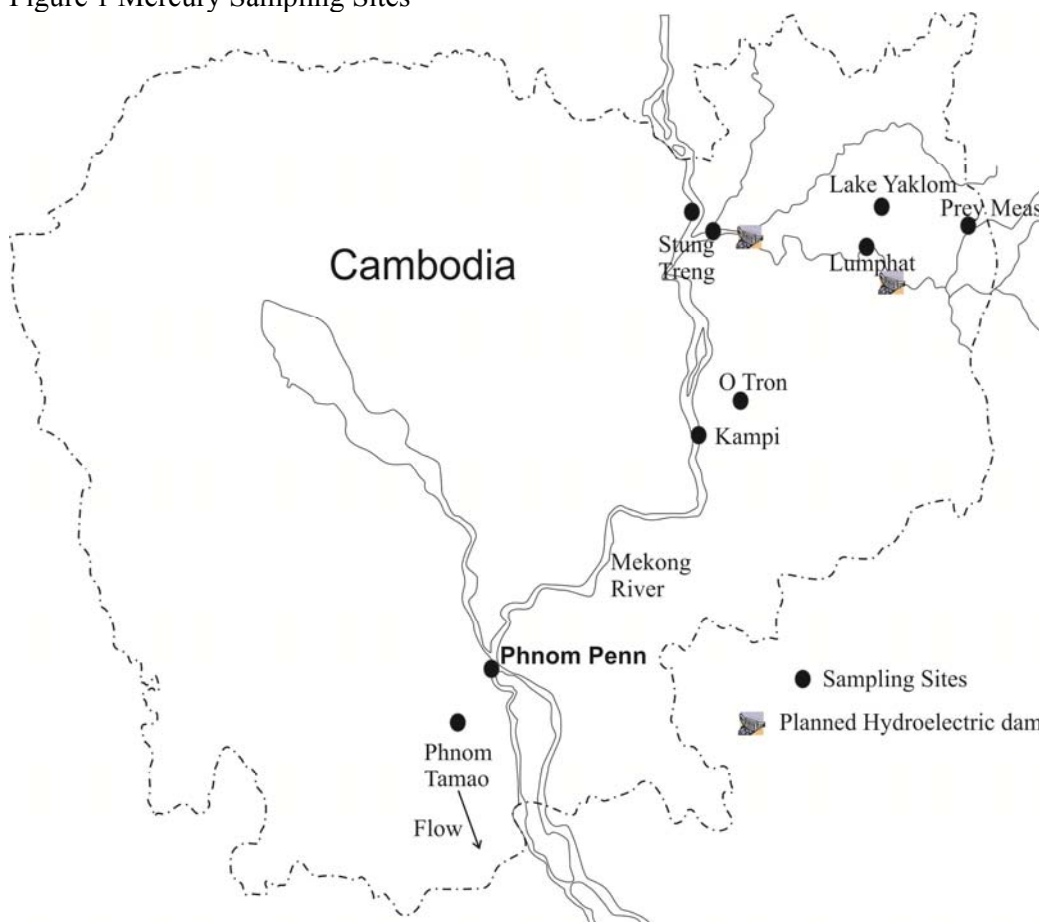 Figure 1 Mercury Sampling Sites
Lake Yaklom
Prey Meas
Stung
Treng
Lumphat
Cambodia
O Tron
Kampi
Mekong
River
Phnom Penn
Sampling Sites
Planned Hydroelectric dam
Phnom
Tamao
Flow